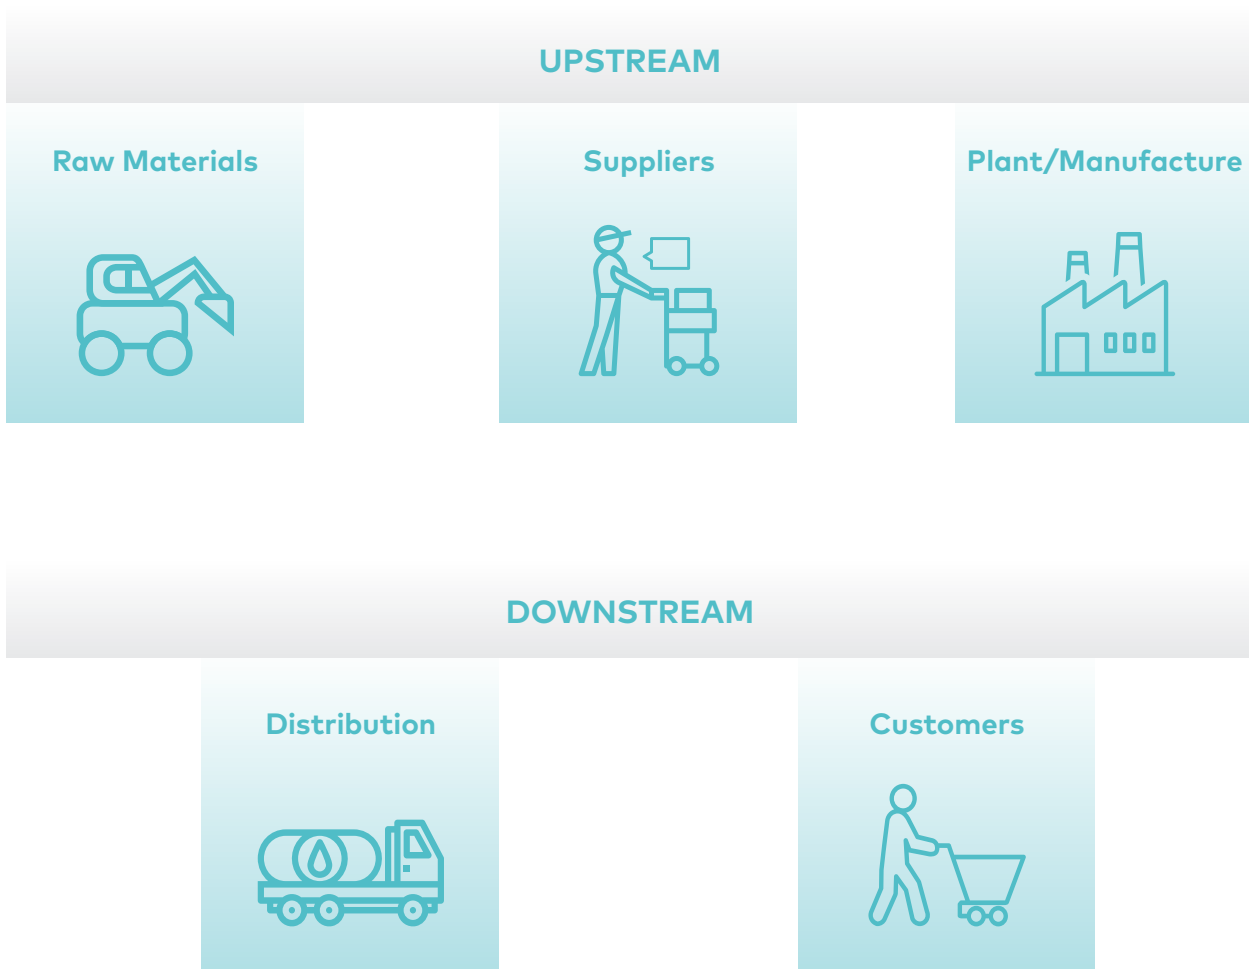 UPSTREAM
Raw Materials
Suppliers
Plant/Manufacture
DOWNSTREAM
Distribution
Customers